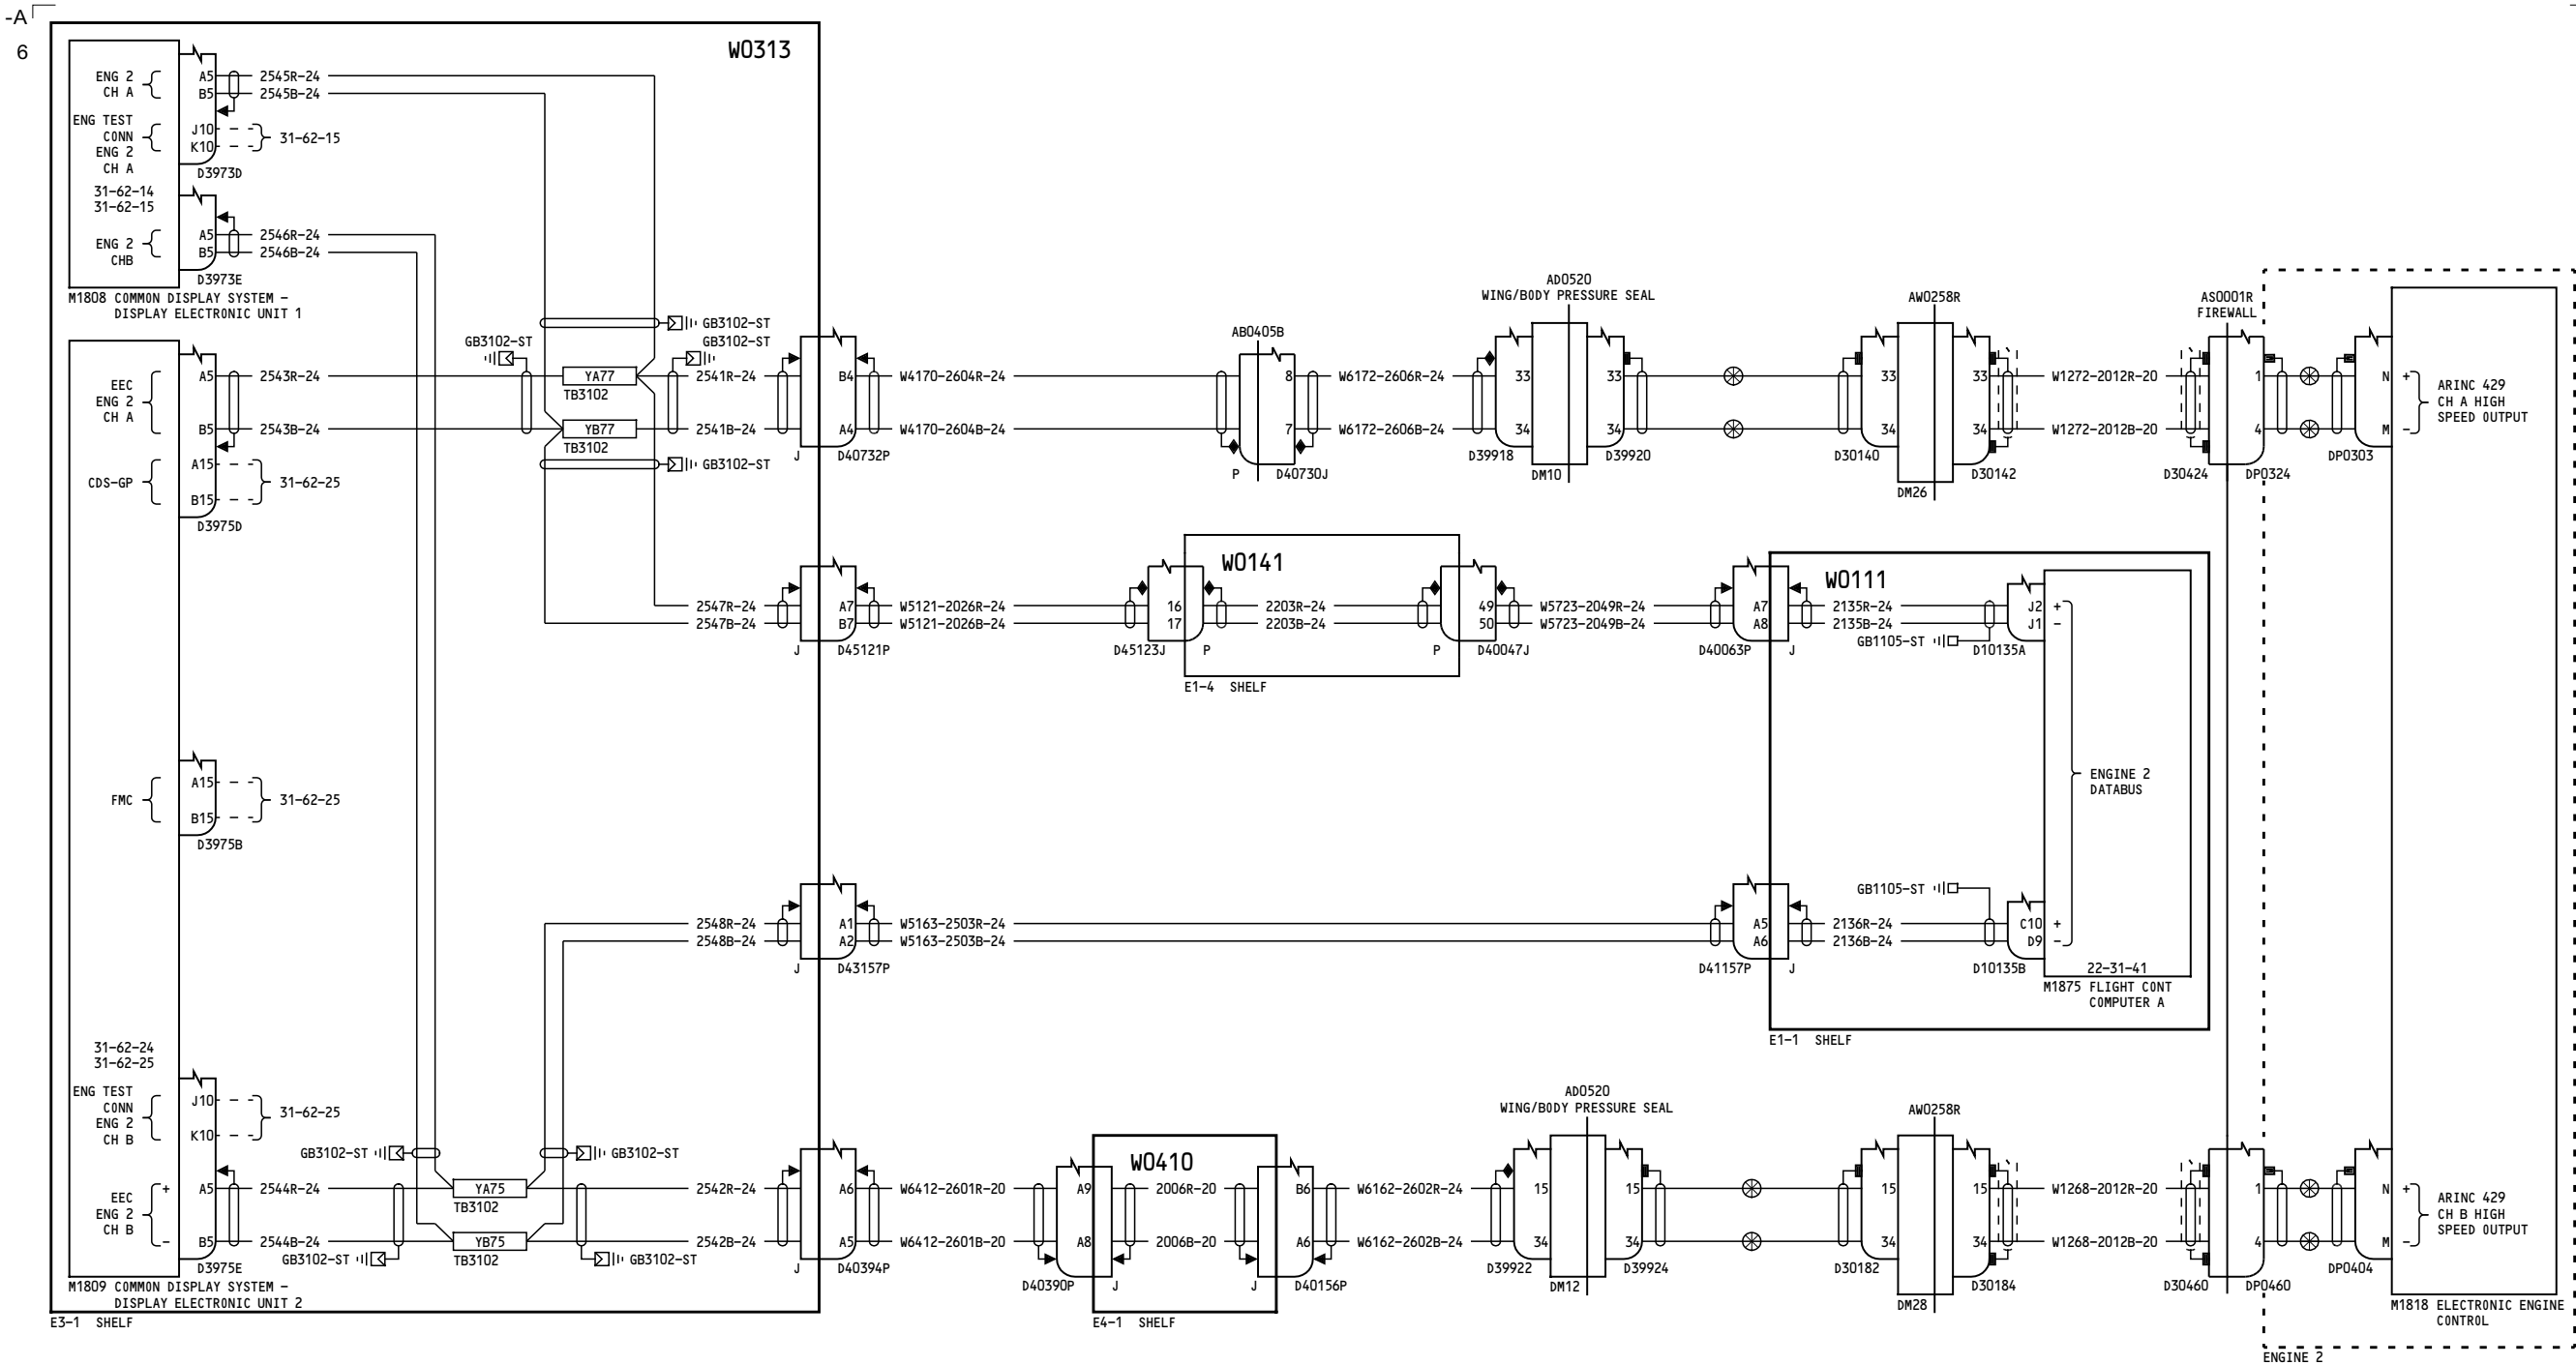 -A
6
W0313
ENG 2
CH A
A5
B5
2545R-24
2545B-24
ENG TEST
CONN
ENG 2
CH A
J10
K10
31-62-15
D3973D
31-62-14
31-62-15
ENG 2
CHB
A5
B5
2546R-24
2546B-24
D3973E
M1808 COMMON DISPLAY SYSTEM -
DISPLAY ELECTRONIC UNIT 1
GB3102-ST
GB3102-ST
GB3102-ST
EEC
ENG 2
CH A
A5
B5
2543R-24
2543B-24
YA77
TB3102
YB77
TB3102
2541R-24
2541B-24
GB3102-ST
CDS-GP
A15
B15
31-62-25
D3975D
J
B4
A4
D40732P
W4170-2604R-24
W4170-2604B-24
AB0405B
8
7
P
D40730J
W6172-2606R-24
W6172-2606B-24
AD0520
WING/BODY PRESSURE SEAL
33
34
33
34
D39918
DM10
D39920
AW0258R
33
34
33
34
D30140
DM26
D30142
W1272-2012R-20
W1272-2012B-20
AS0001R
FIREWALL
1
4
D30424
DP0324
DP0303
N
M
+
-
ARINC 429
CH A HIGH
SPEED OUTPUT
2547R-24
2547B-24
J
A7
B7
D45121P
W5121-2026R-24
W5121-2026B-24
16
17
D45123J
P
W0141
2203R-24
2203B-24
P
49
50
D40047J
E1-4 SHELF
W5723-2049R-24
W5723-2049B-24
A7
A8
D40063P
J
W0111
2135R-24
2135B-24
GB1105-ST
J2
J1
+
-
D10135A
FMC
A15
B15
31-62-25
D3975B
ENGINE 2
DATABUS
2548R-24
2548B-24
J
A1
A2
D43157P
W5163-2503R-24
W5163-2503B-24
A5
A6
D41157P
J
GB1105-ST
2136R-24
2136B-24
C10
D9
+
-
D10135B
22-31-41
M1875 FLIGHT CONT
COMPUTER A
E1-1 SHELF
31-62-24
31-62-25
ENG TEST
CONN
ENG 2
CH B
J10
K10
31-62-25
GB3102-ST
GB3102-ST
EEC
ENG 2
CH B
+
-
A5
B5
2544R-24
2544B-24
YA75
TB3102
YB75
TB3102
GB3102-ST
GB3102-ST
D3975E
M1809 COMMON DISPLAY SYSTEM -
DISPLAY ELECTRONIC UNIT 2
E3-1 SHELF
2542R-24
2542B-24
J
A6
A5
D40394P
W6412-2601R-20
W6412-2601B-20
A9
A8
D40390P
J
W0410
2006R-20
2006B-20
J
B6
A6
D40156P
E4-1 SHELF
W6162-2602R-24
W6162-2602B-24
AD0520
WING/BODY PRESSURE SEAL
15
34
15
34
D39922
DM12
D39924
AW0258R
15
34
15
34
D30182
DM28
D30184
W1268-2012R-20
W1268-2012B-20
1
4
D30460
DP0460
DP0404
N
M
+
-
ARINC 429
CH B HIGH
SPEED OUTPUT
M1818 ELECTRONIC ENGINE
CONTROL
ENGINE 2